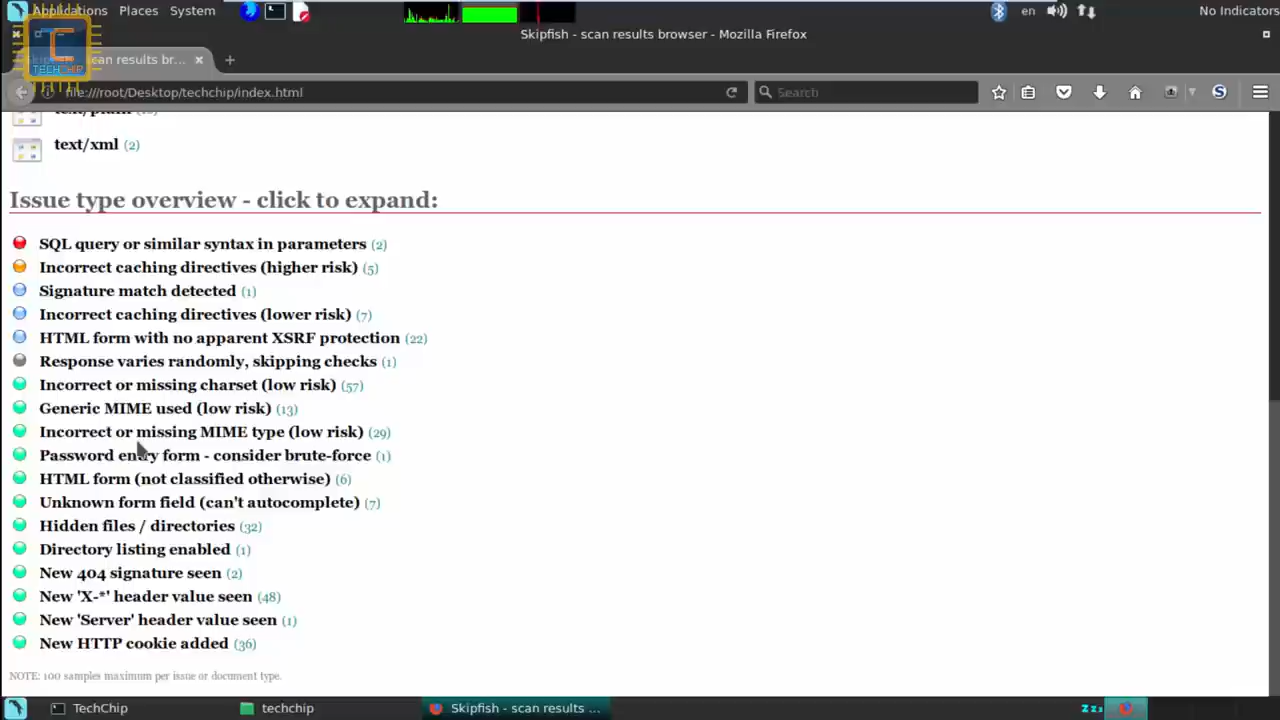 Applications Places System
en
No Indicators
Skipfish - scan results browser - Mozilla Firefox
C
TECHCHIP
scan results br...
file:///root/Desktop/techchip/index.html
Search
S
text/plain
text/xml (2)
Issue type overview - click to expand:
SQL query or similar syntax in parameters (2)
Incorrect caching directives (higher risk) (5)
Signature match detected (1)
Incorrect caching directives (lower risk) (7)
HTML form with no apparent XSRF protection (22)
Response varies randomly, skipping checks (1)
Incorrect or missing charset (low risk) (57)
Generic MIME used (low risk) (13)
Incorrect or missing MIME type (low risk) (29)
Password entry form - consider brute-force (1)
HTML form (not classified otherwise) (6)
Unknown form field (can't autocomplete) (7)
Hidden files / directories (32)
Directory listing enabled (1)
New 404 signature seen (2)
New 'X-*' header value seen (48)
New 'Server' header value seen (1)
New HTTP cookie added (36)
NOTE: 100 samples maximum per issue or document type.
TechChip
techchip
Skipfish - scan results ...
zzz